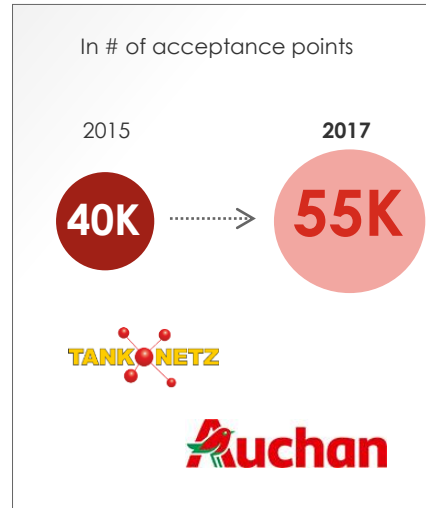 In # of acceptance points
2015
2017
40K
55K
TANKNETZ
Auchan